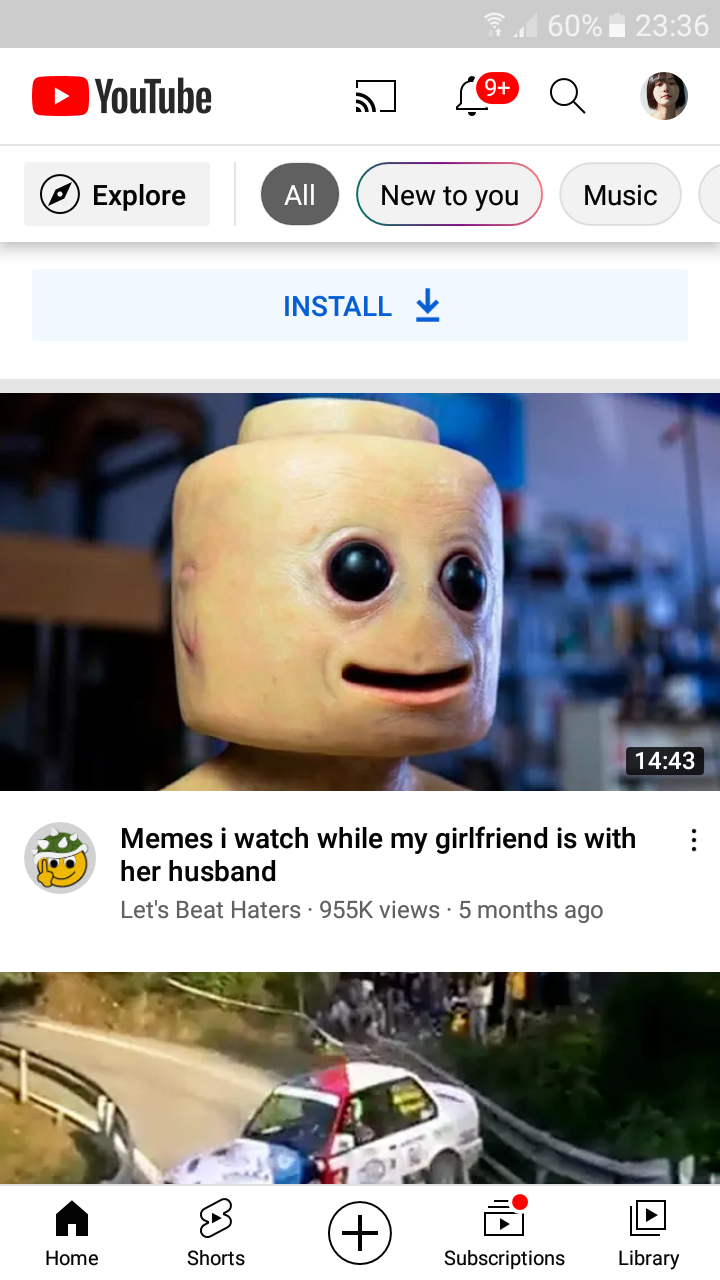 60% 23:36
YouTube 9+
Explore All New to you Music
INSTALL
14:43
Memes i watch while my girlfriend is with
her husband
Let's Beat Haters · 955K views · 5 months ago
Home Shorts Subscriptions Library